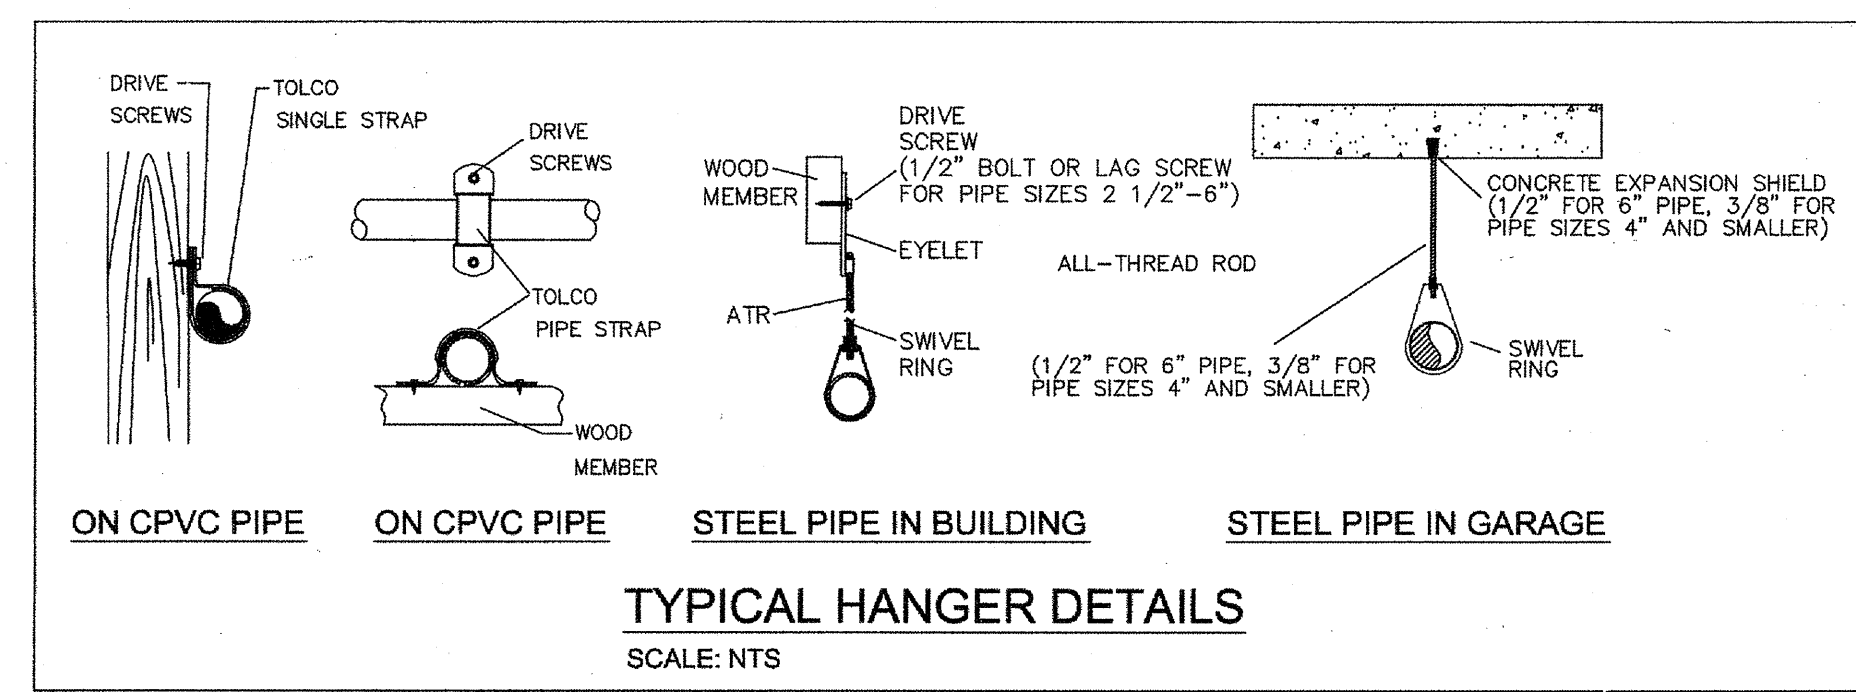 DRIVE
SCREWS
TOLCO
SINGLE STRAP
ON CPVC PIPE
DRIVE
SCREWS
TOLCO
PIPE STRAP
WOOD
MEMBER
ON CPVC PIPE
DRIVE
SCREW
(1/2" BOLT OR LAG SCREW
FOR PIPE SIZES 2 1/2"-6")
WOOD
MEMBER
EYELET
ATR
SWIVEL
RING
STEEL PIPE IN BUILDING
CONCRETE EXPANSION SHIELD
(1/2" FOR 6" PIPE, 3/8" FOR
PIPE SIZES 4" AND SMALLER)
ALL-THREAD ROD
(1/2" FOR 6" PIPE, 3/8" FOR
PIPE SIZES 4" AND SMALLER)
SWIVEL
RING
STEEL PIPE IN GARAGE
TYPICAL HANGER DETAILS
SCALE: NTS